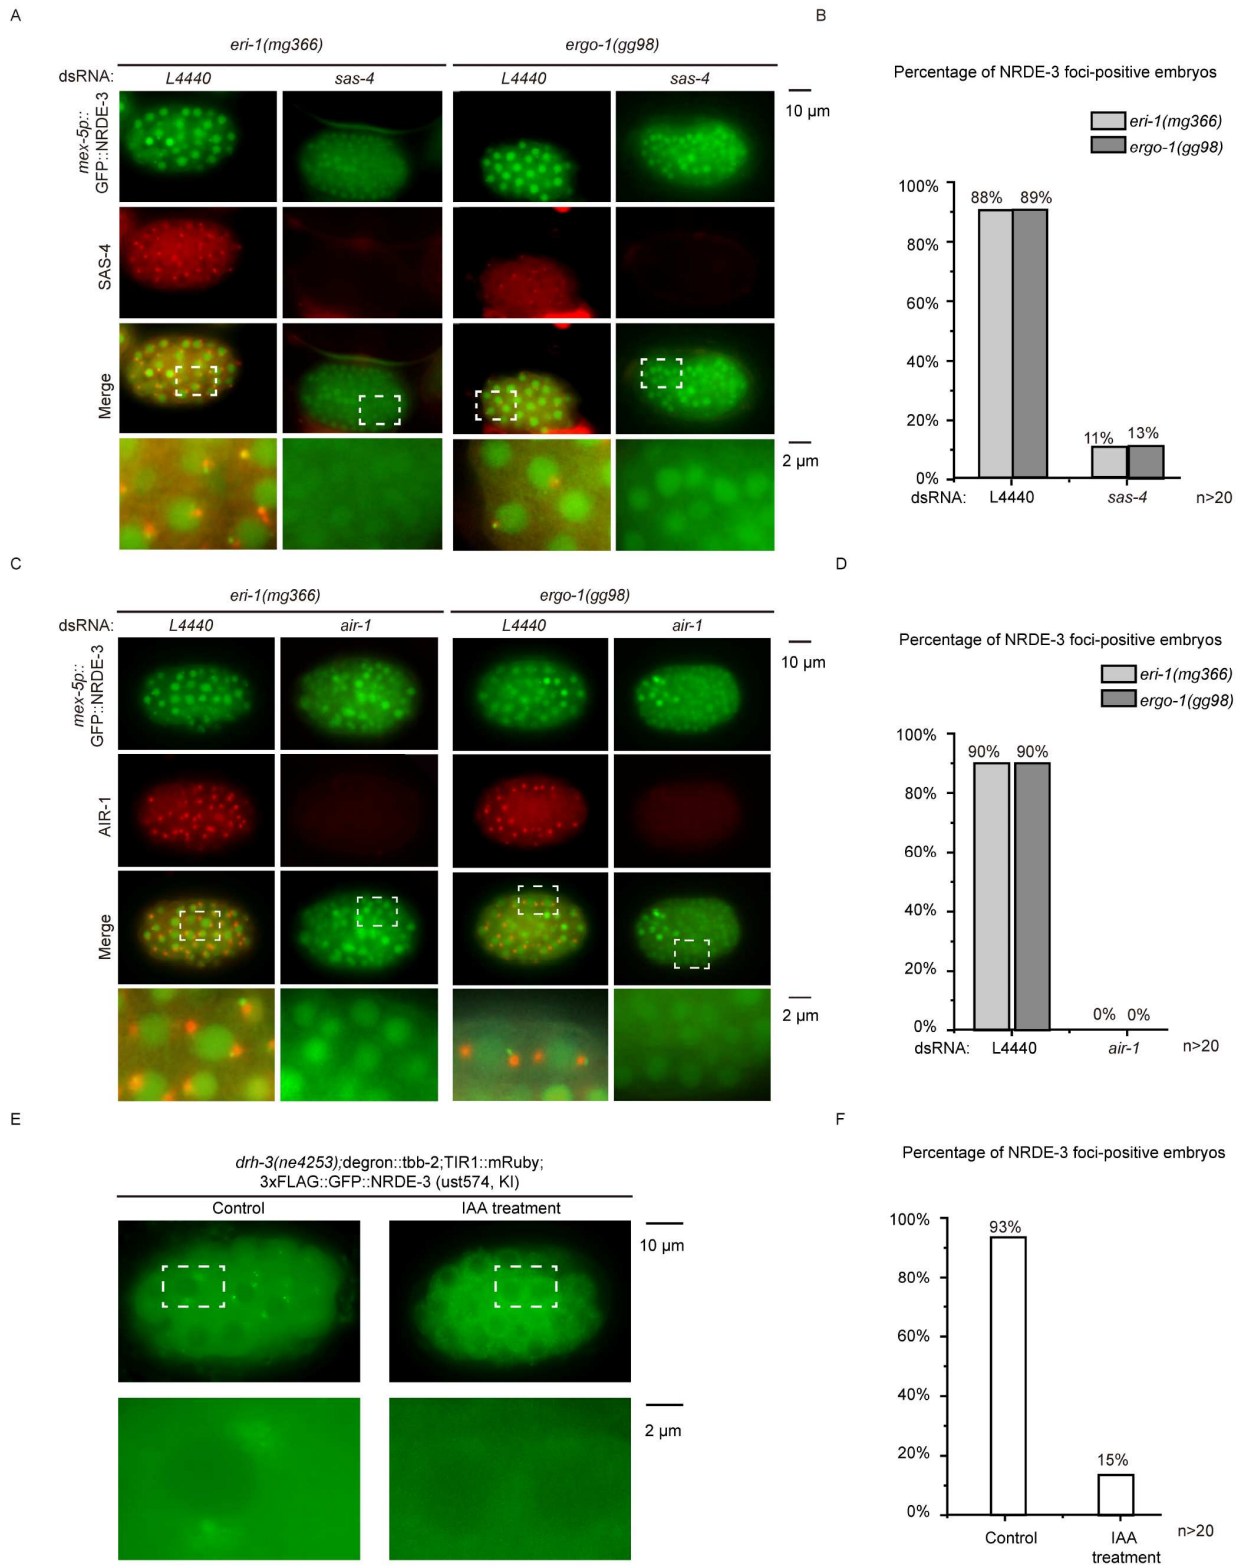 A
eri-1(mg366) ergo-1(gg98)
dsRNA: L4440 sas-4 L4440 sas-4
mex-5p::
GFP::NRDE-3
10 µm
SAS-4
Merge
2 µm
B
Percentage of NRDE-3 foci-positive embryos
eri-1(mg366)
ergo-1(gg98)
100%
88% 89%
80%
60%
40%
20%
11% 13%
0%
dsRNA: L4440 sas-4 n>20
C
eri-1(mg366) ergo-1(gg98)
dsRNA: L4440 air-1 L4440 air-1
mex-5p::
GFP::NRDE-3
10 µm
AIR-1
Merge
2 µm
D
Percentage of NRDE-3 foci-positive embryos
eri-1(mg366)
ergo-1(gg98)
100%
90% 90%
80%
60%
40%
20%
0% 0%
0%
dsRNA: L4440 air-1 n>20
E
drh-3(ne4253);degron::tbb-2;TIR1::mRuby;
3xFLAG::GFP::NRDE-3 (ust574, KI)
Control IAA treatment
10 µm
2 µm
F
Percentage of NRDE-3 foci-positive embryos
100%
93%
80%
60%
40%
20%
15%
0%
Control IAA
treatment
n>20